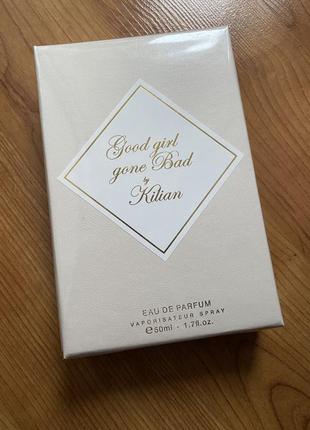 Good girl
gone Bad
by
Kilian
EAU DE PARFUM
VAPORISATEUR SPRAY
℮50ml · 1.7fl.oz.